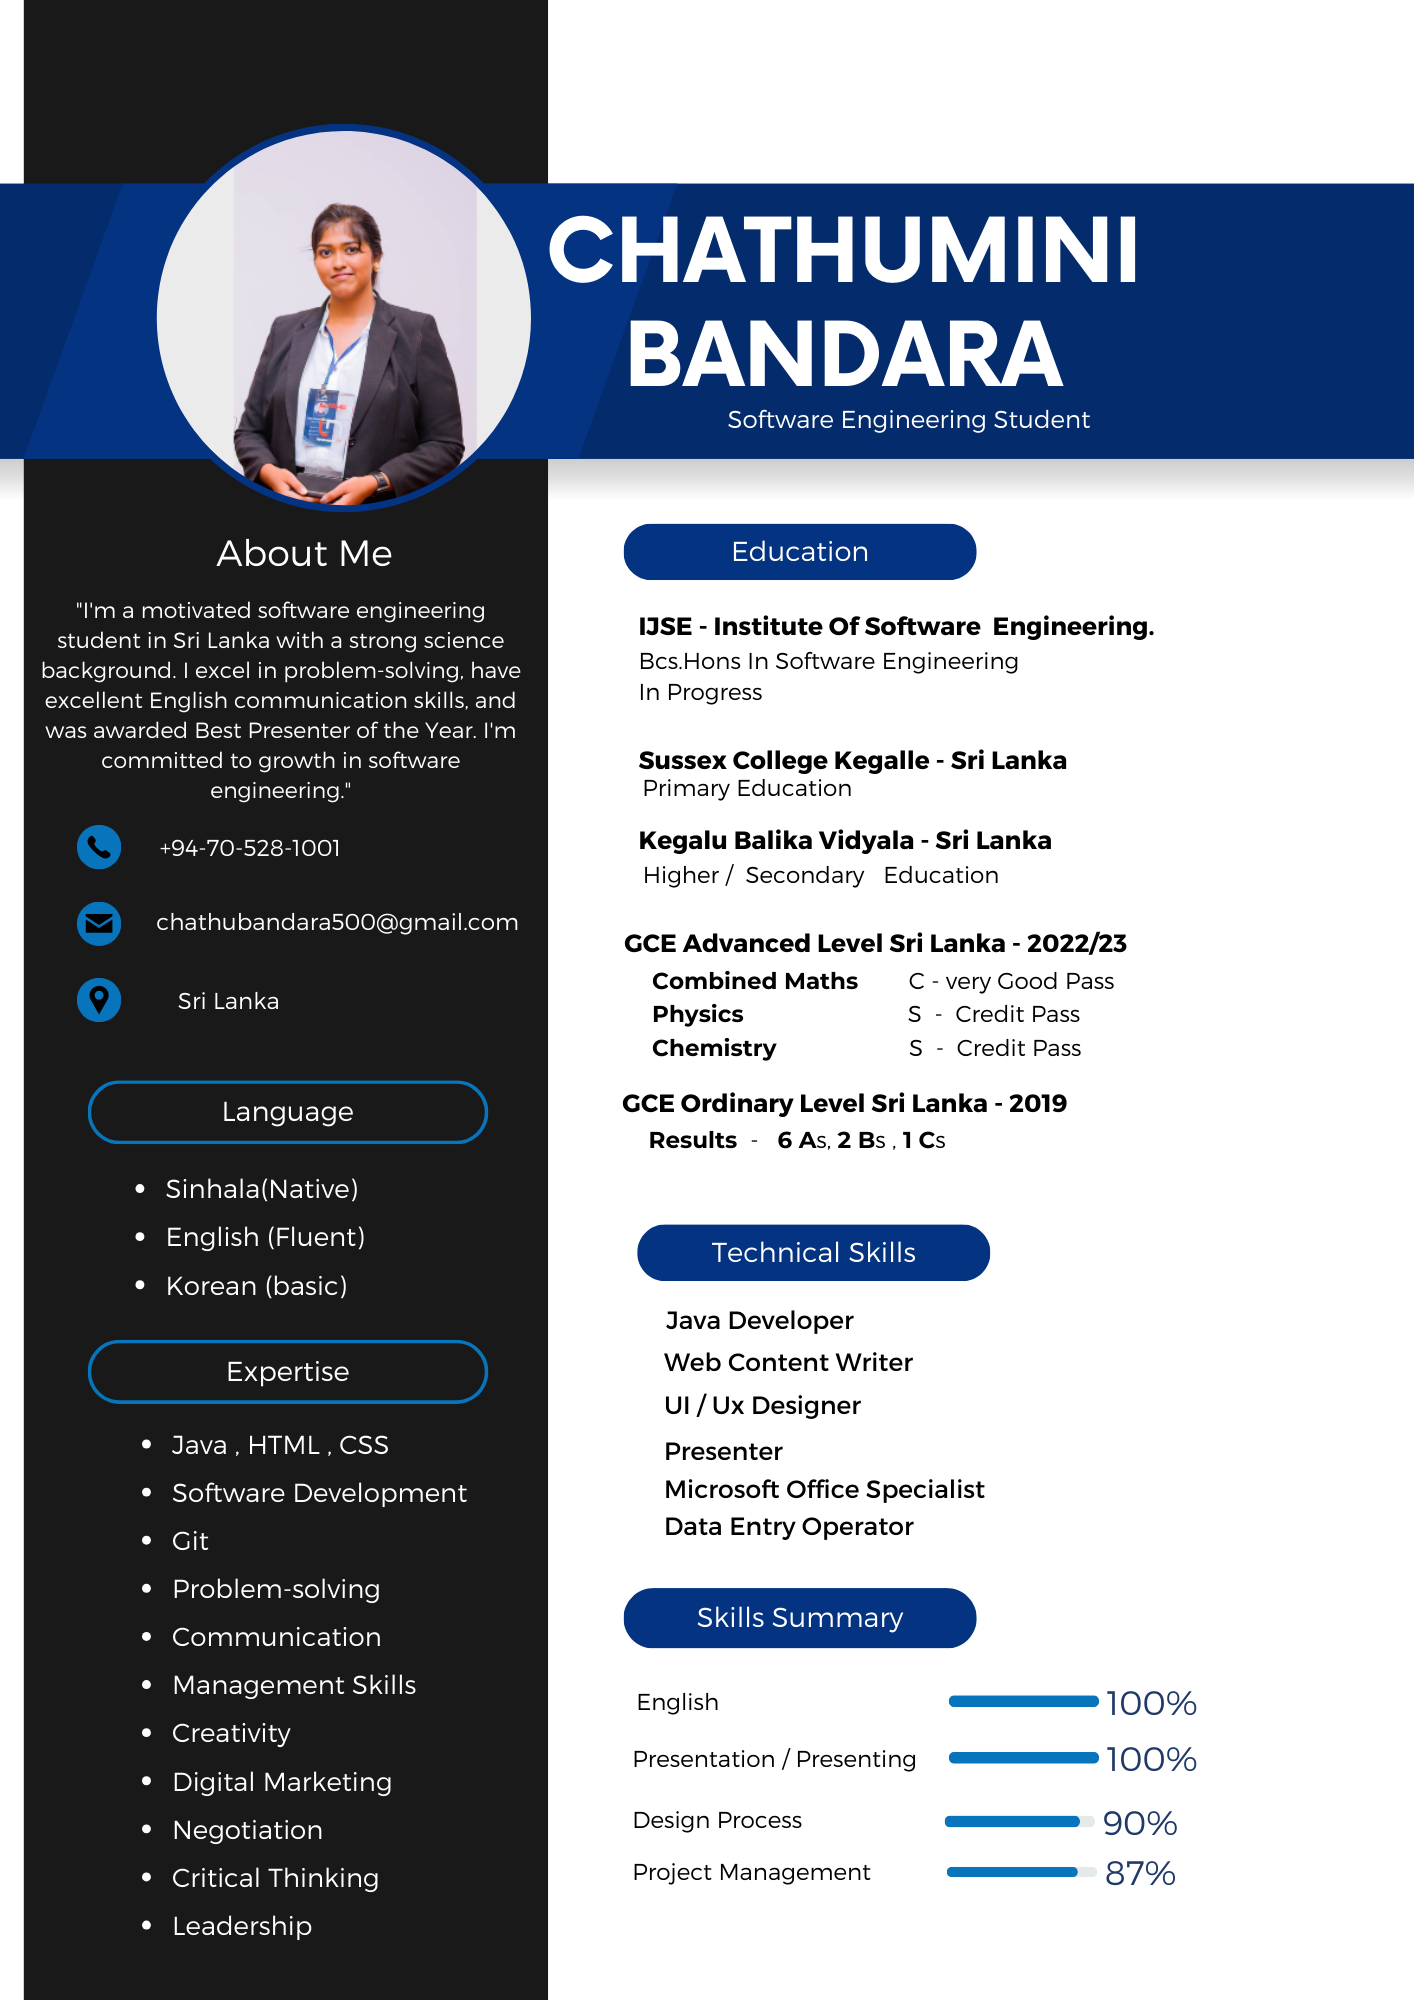 CHATHUMINI
BANDARA
Software Engineering Student
About Me
"I'm a motivated software engineering
student in Sri Lanka with a strong science
background. I excel in problem-solving, have
excellent English communication skills, and
was awarded Best Presenter of the Year. I'm
committed to growth in software
engineering."
+94-70-528-1001
chathubandara500@gmail.com
Sri Lanka
Language
Sinhala(Native)
English (Fluent)
Korean (basic)
Expertise
Java , HTML , CSS
Software Development
Git
Problem-solving
Communication
Management Skills
Creativity
Digital Marketing
Negotiation
Critical Thinking
Leadership
Education
IJSE - Institute Of Software Engineering.
Bcs.Hons In Software Engineering
In Progress
Sussex College Kegalle - Sri Lanka
Primary Education
Kegalu Balika Vidyala - Sri Lanka
Higher / Secondary Education
GCE Advanced Level Sri Lanka - 2022/23
Combined Maths C - very Good Pass
Physics S - Credit Pass
Chemistry S - Credit Pass
GCE Ordinary Level Sri Lanka - 2019
Results - 6 As, 2 Bs , 1 Cs
Technical Skills
Java Developer
Web Content Writer
UI / Ux Designer
Presenter
Microsoft Office Specialist
Data Entry Operator
Skills Summary
English 100%
Presentation / Presenting 100%
Design Process 90%
Project Management 87%